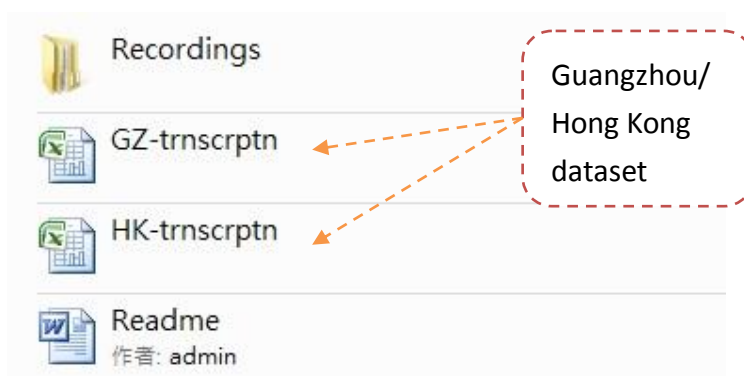 Recordings
GZ-trnscrptn
HK-trnscrptn
Readme
作者: admin
Guangzhou/
Hong Kong
dataset